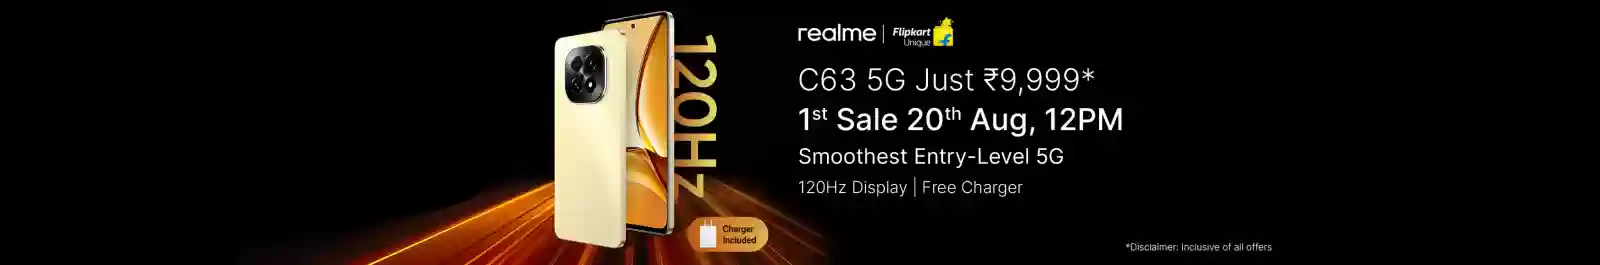 120Hz
Charger
Included
realme | Flipkart
Unique
C63 5G Just ₹9,999*
1st Sale 20th Aug, 12PM
Smoothest Entry-Level 5G
120Hz Display | Free Charger
*Disclaimer: Inclusive of all offers